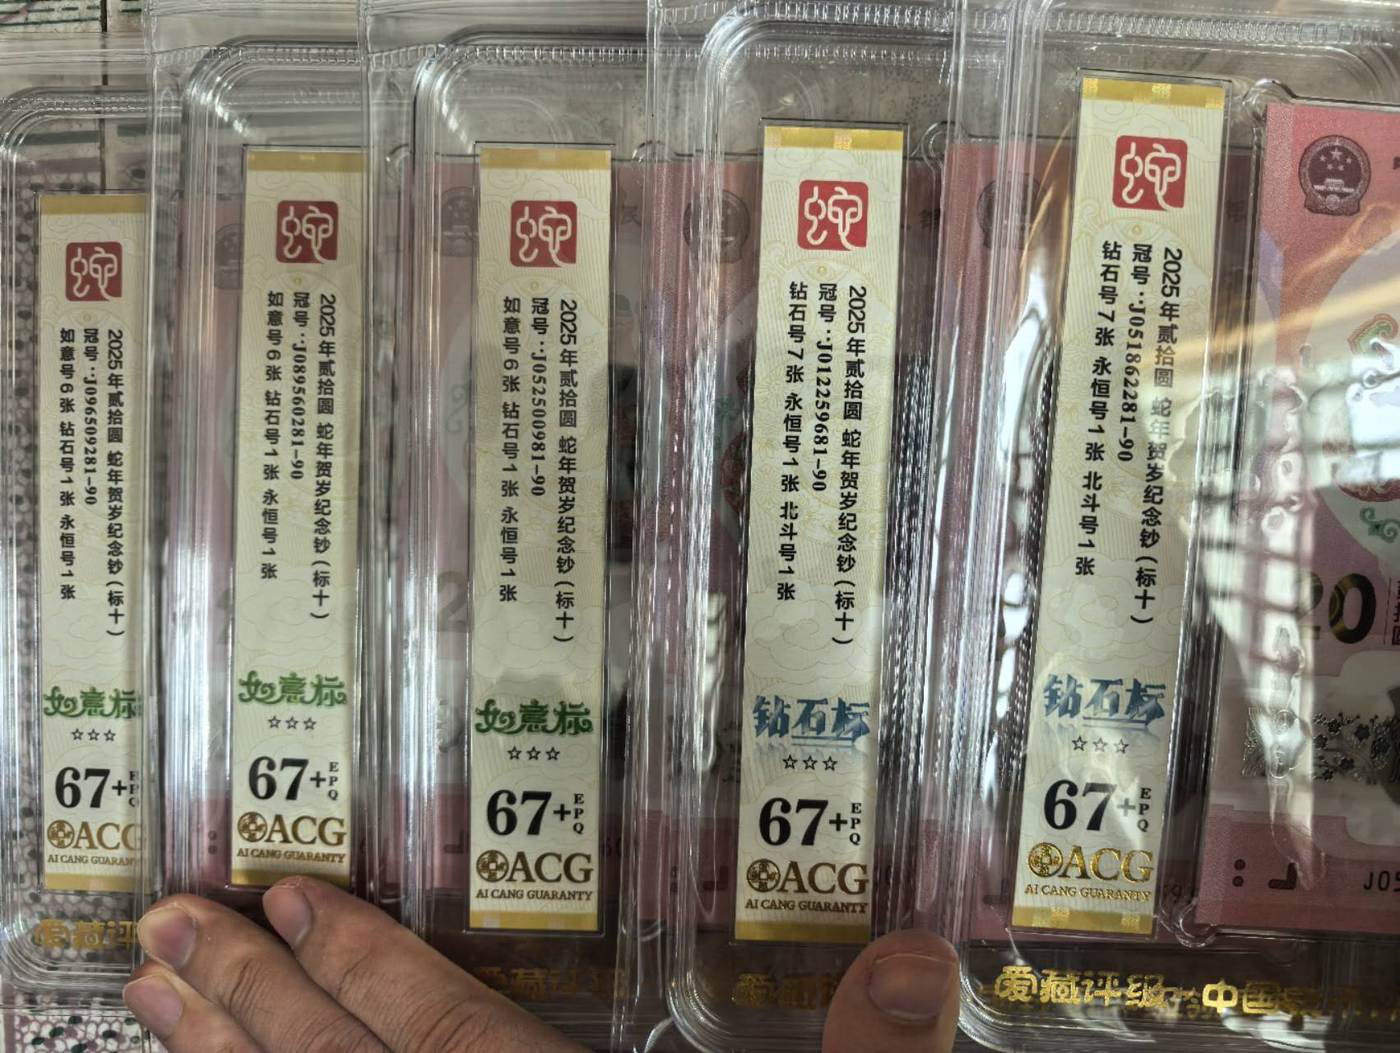 蛇
2025年贰拾圆 蛇年贺岁纪念钞(标十)
冠号:J096509281-90
如意号6张 钻石号1张 永恒号1张
如意标
☆☆☆
67+
EPQ
ACG
AI CANG GUARANTY
爱藏评
蛇
2025年贰拾圆 蛇年贺岁纪念钞(标十)
冠号:J089560281-90
如意号6张 钻石号1张 永恒号1张
如意标
☆☆☆
67+
EPQ
ACG
AI CANG GUARANTY
蛇
2025年贰拾圆 蛇年贺岁纪念钞(标十)
冠号:J052500981-90
如意号6张 钻石号1张 永恒号1张
如意标
☆☆☆
67+
EPQ
ACG
AI CANG GUARANTY
爱藏评级
蛇
2025年贰拾圆 蛇年贺岁纪念钞(标十)
冠号:J012259681-90
钻石号7张 永恒号1张 北斗号1张
钻石标
☆☆☆
67+
EPQ
ACG
AI CANG GUARANTY
爱藏
蛇
2025年贰拾圆 蛇年贺岁纪念钞(标十)
冠号:J051862281-90
钻石号7张 永恒号1张 北斗号1张
钻石标
☆☆☆
67+
EPQ
ACG
AI CANG GUARANTY
爱藏评级 中国
20
J05